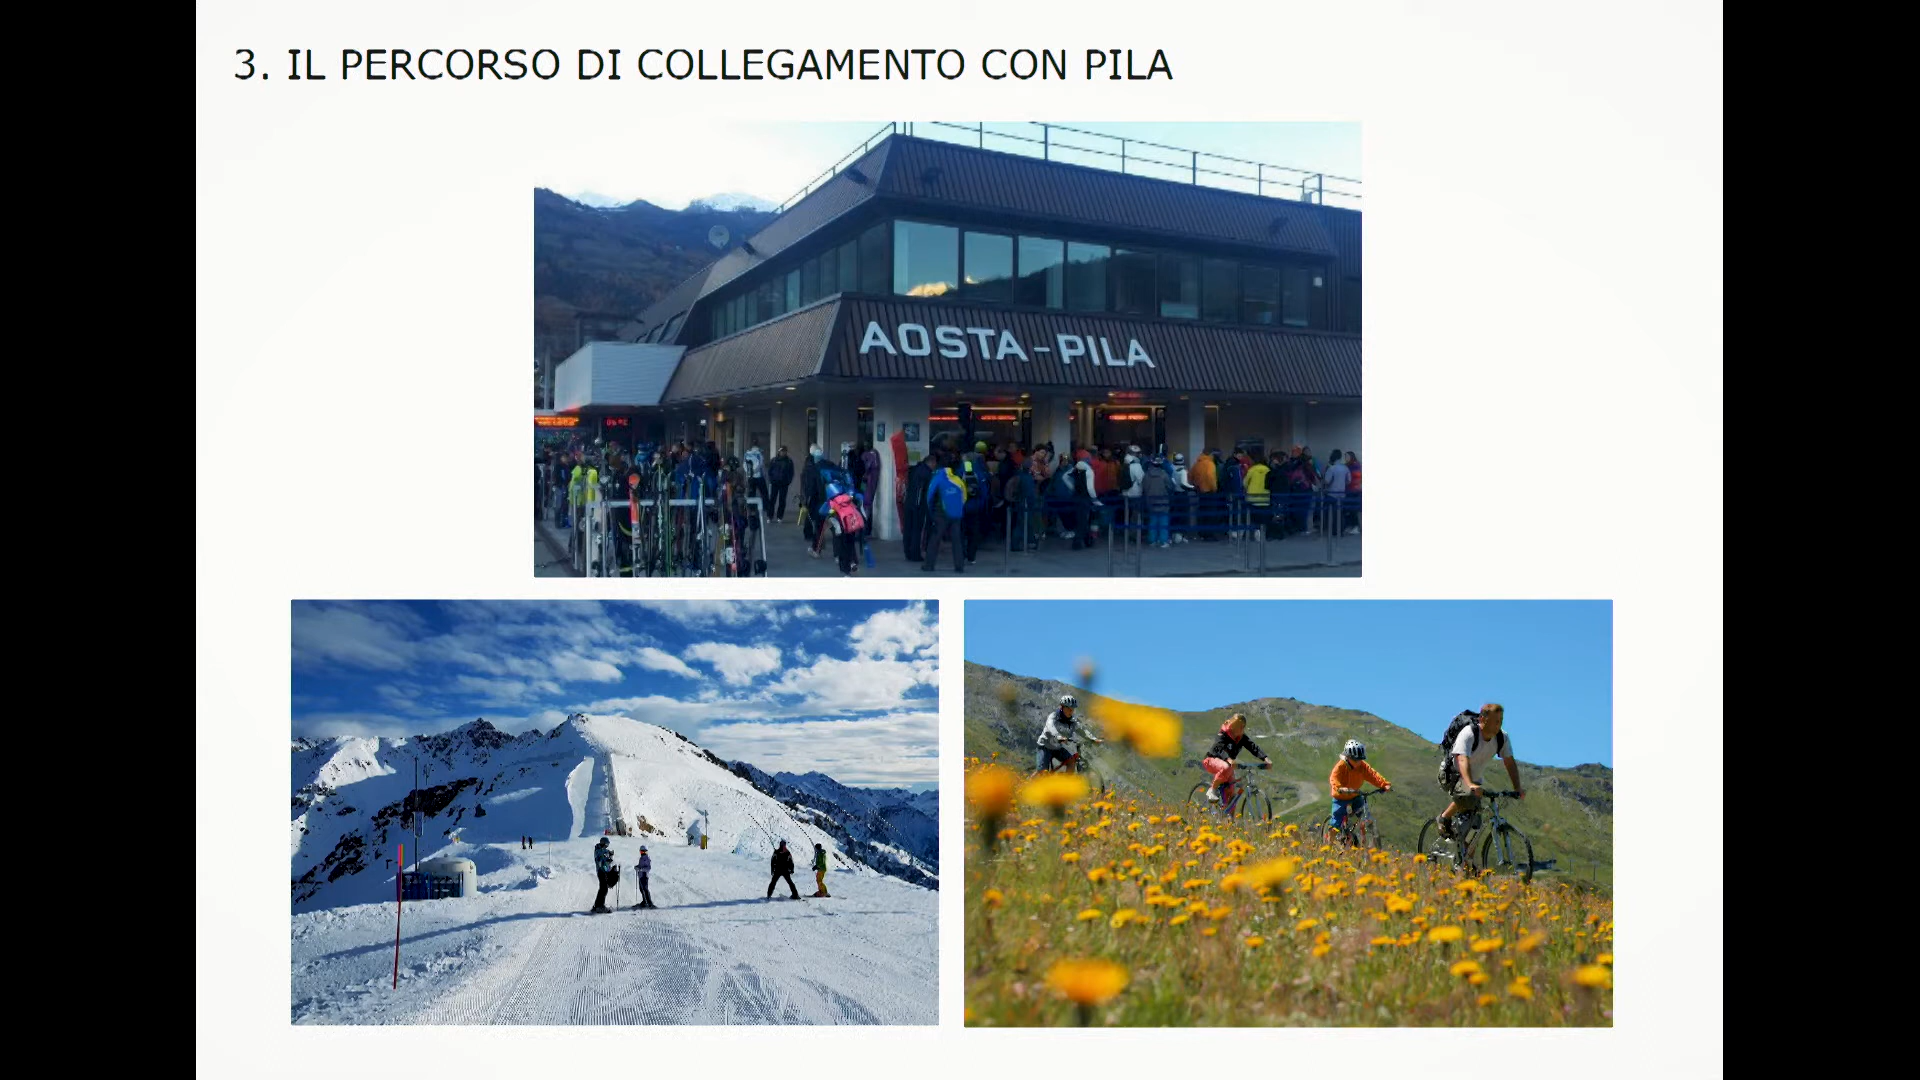 3. IL PERCORSO DI COLLEGAMENTO CON PILA
AOSTA-PILA